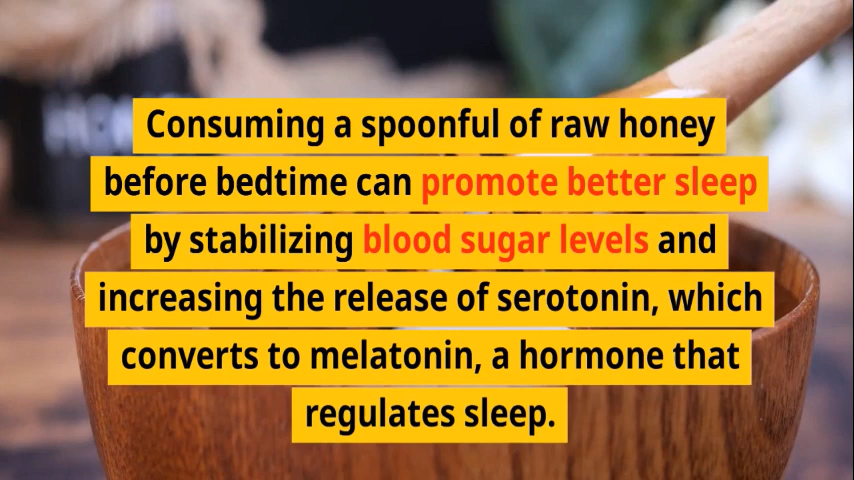 Consuming a spoonful of raw honey
before bedtime can promote better sleep
by stabilizing blood sugar levels and
increasing the release of serotonin, which
converts to melatonin, a hormone that
regulates sleep.